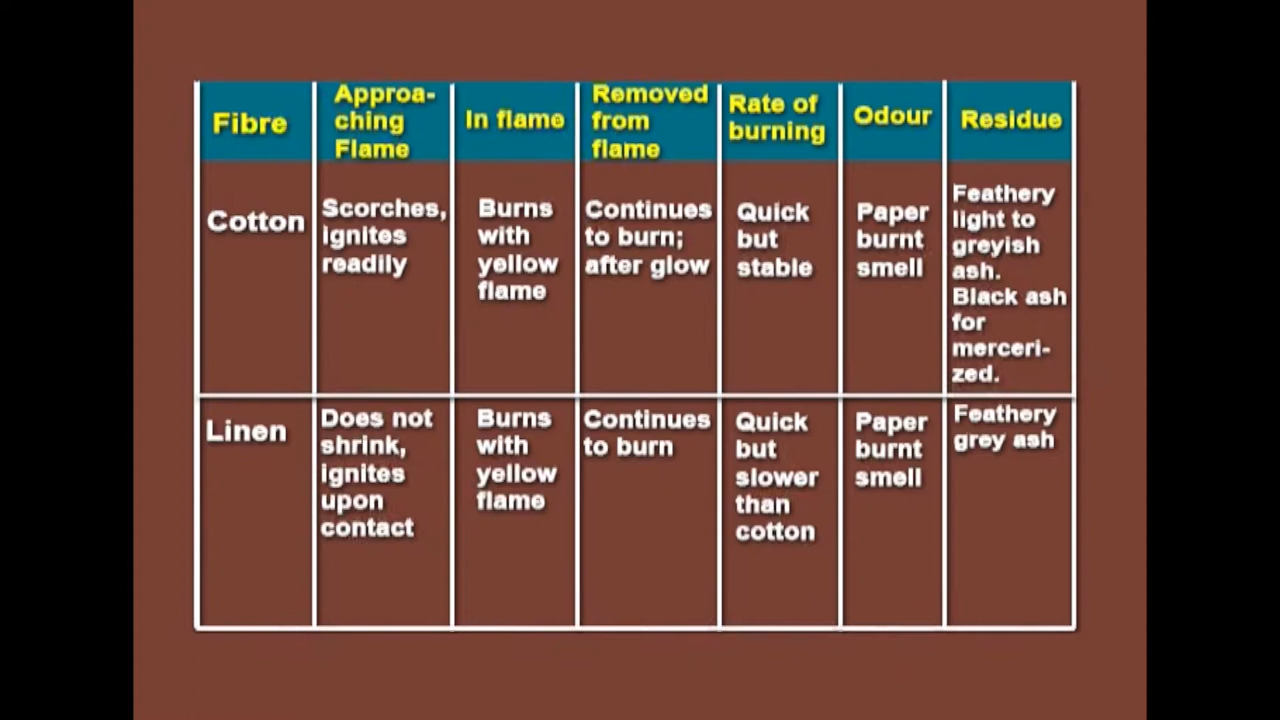 Fibre
Approa-
ching
Flame
In flame
Removed
from
flame
Rate of
burning
Odour
Residue
Cotton
Scorches,
ignites
readily
Burns
with
yellow
flame
Continues
to burn;
after glow
Quick
but
stable
Paper
burnt
smell
Feathery
light to
greyish
ash.
Black ash
for
merceri-
zed.
Linen
Does not
shrink,
ignites
upon
contact
Burns
with
yellow
flame
Continues
to burn
Quick
but
slower
than
cotton
Paper
burnt
smell
Feathery
grey ash